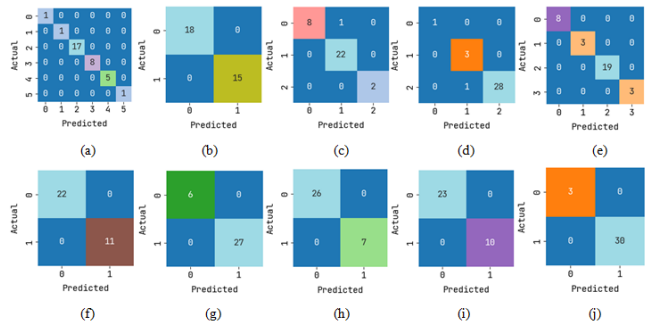 0 1 0 0 0 0 0
1 0 1 0 0 0 0
2 0 0 17 0 0 0
3 0 0 0 8 0 0
4 0 0 0 0 5 0
5 0 0 0 0 0 1
0 1 2 3 4 5
Actual
Predicted
(a)
0 18 0
1 0 15
0 1
Actual
Predicted
(b)
0 8 1 0
1 0 22 0
2 0 0 2
0 1 2
Actual
Predicted
(c)
0 1 0 0
1 0 3 0
2 0 1 28
0 1 2
Actual
Predicted
(d)
0 8 0 0 0
1 0 3 0 0
2 0 0 19 0
3 0 0 0 3
0 1 2 3
Actual
Predicted
(e)
0 22 0
1 0 11
0 1
Actual
Predicted
(f)
0 6 0
1 0 27
0 1
Actual
Predicted
(g)
0 26 0
1 0 7
0 1
Actual
Predicted
(h)
0 23 0
1 0 10
0 1
Actual
Predicted
(i)
0 3 0
1 0 30
0 1
Actual
Predicted
(j)